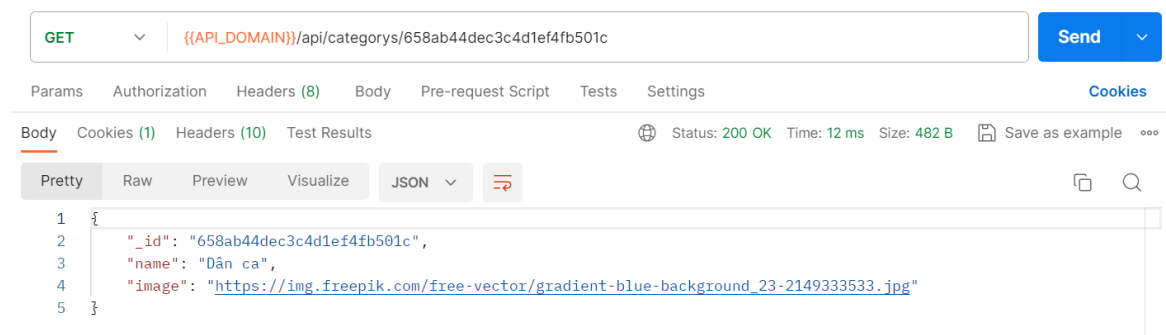 GET {{API_DOMAIN}}/api/categorys/658ab44dec3c4d1ef4fb501c Send
Params Authorization Headers (8) Body Pre-request Script Tests Settings Cookies
Body Cookies (1) Headers (10) Test Results Status: 200 OK Time: 12 ms Size: 482 B Save as example
Pretty Raw Preview Visualize JSON
1 {
2 "_id": "658ab44dec3c4d1ef4fb501c",
3 "name": "Dân ca",
4 "image": "https://img.freepik.com/free-vector/gradient-blue-background_23-2149333533.jpg"
5 }